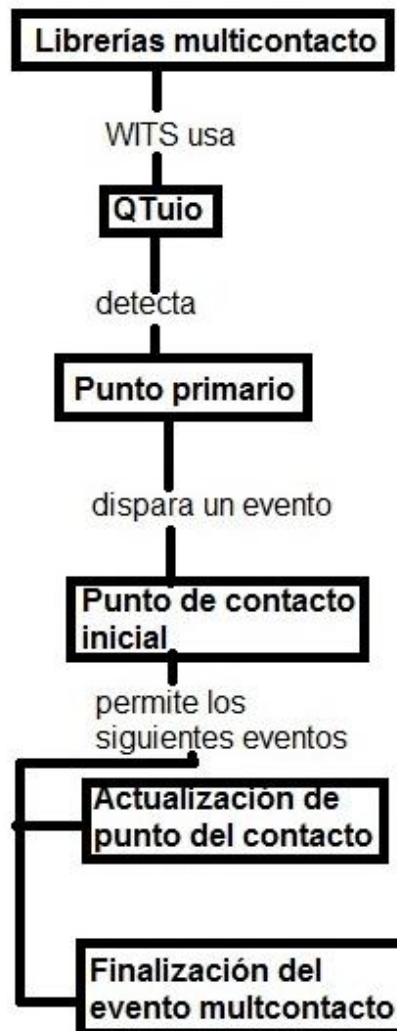 Librerías multicontacto
WITS usa
QTuio
detecta
Punto primario
dispara un evento
Punto de contacto
inicial
permite los
siguientes eventos
Actualización de
punto del contacto
Finalización del
evento multcontacto